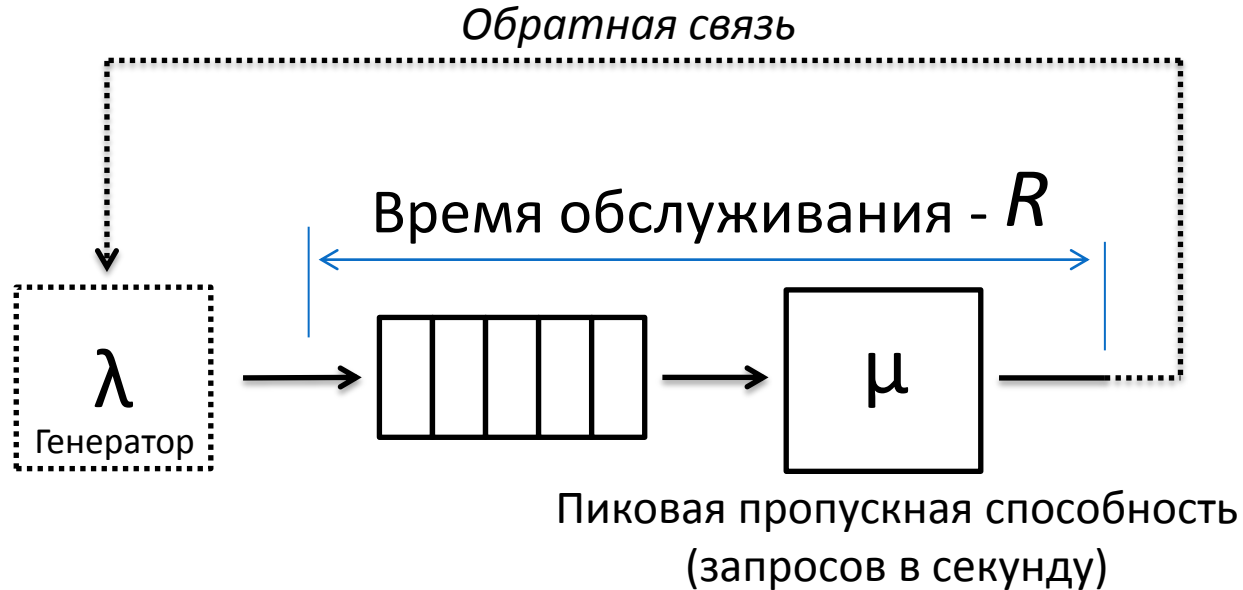 Обратная связь
Время обслуживания - R
λ
Генератор
μ
Пиковая пропускная способность
(запросов в секунду)